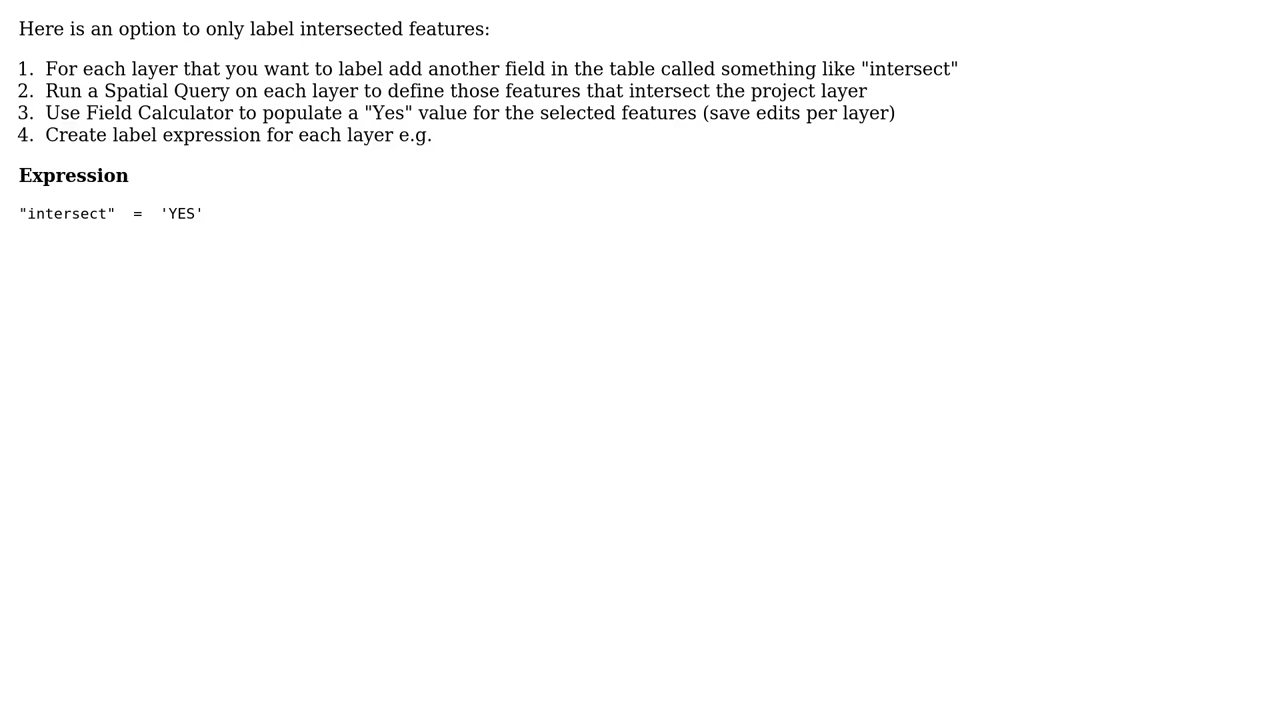 Here is an option to only label intersected features:
1. For each layer that you want to label add another field in the table called something like "intersect"
2. Run a Spatial Query on each layer to define those features that intersect the project layer
3. Use Field Calculator to populate a "Yes" value for the selected features (save edits per layer)
4. Create label expression for each layer e.g.
Expression
"intersect"  =  'YES'